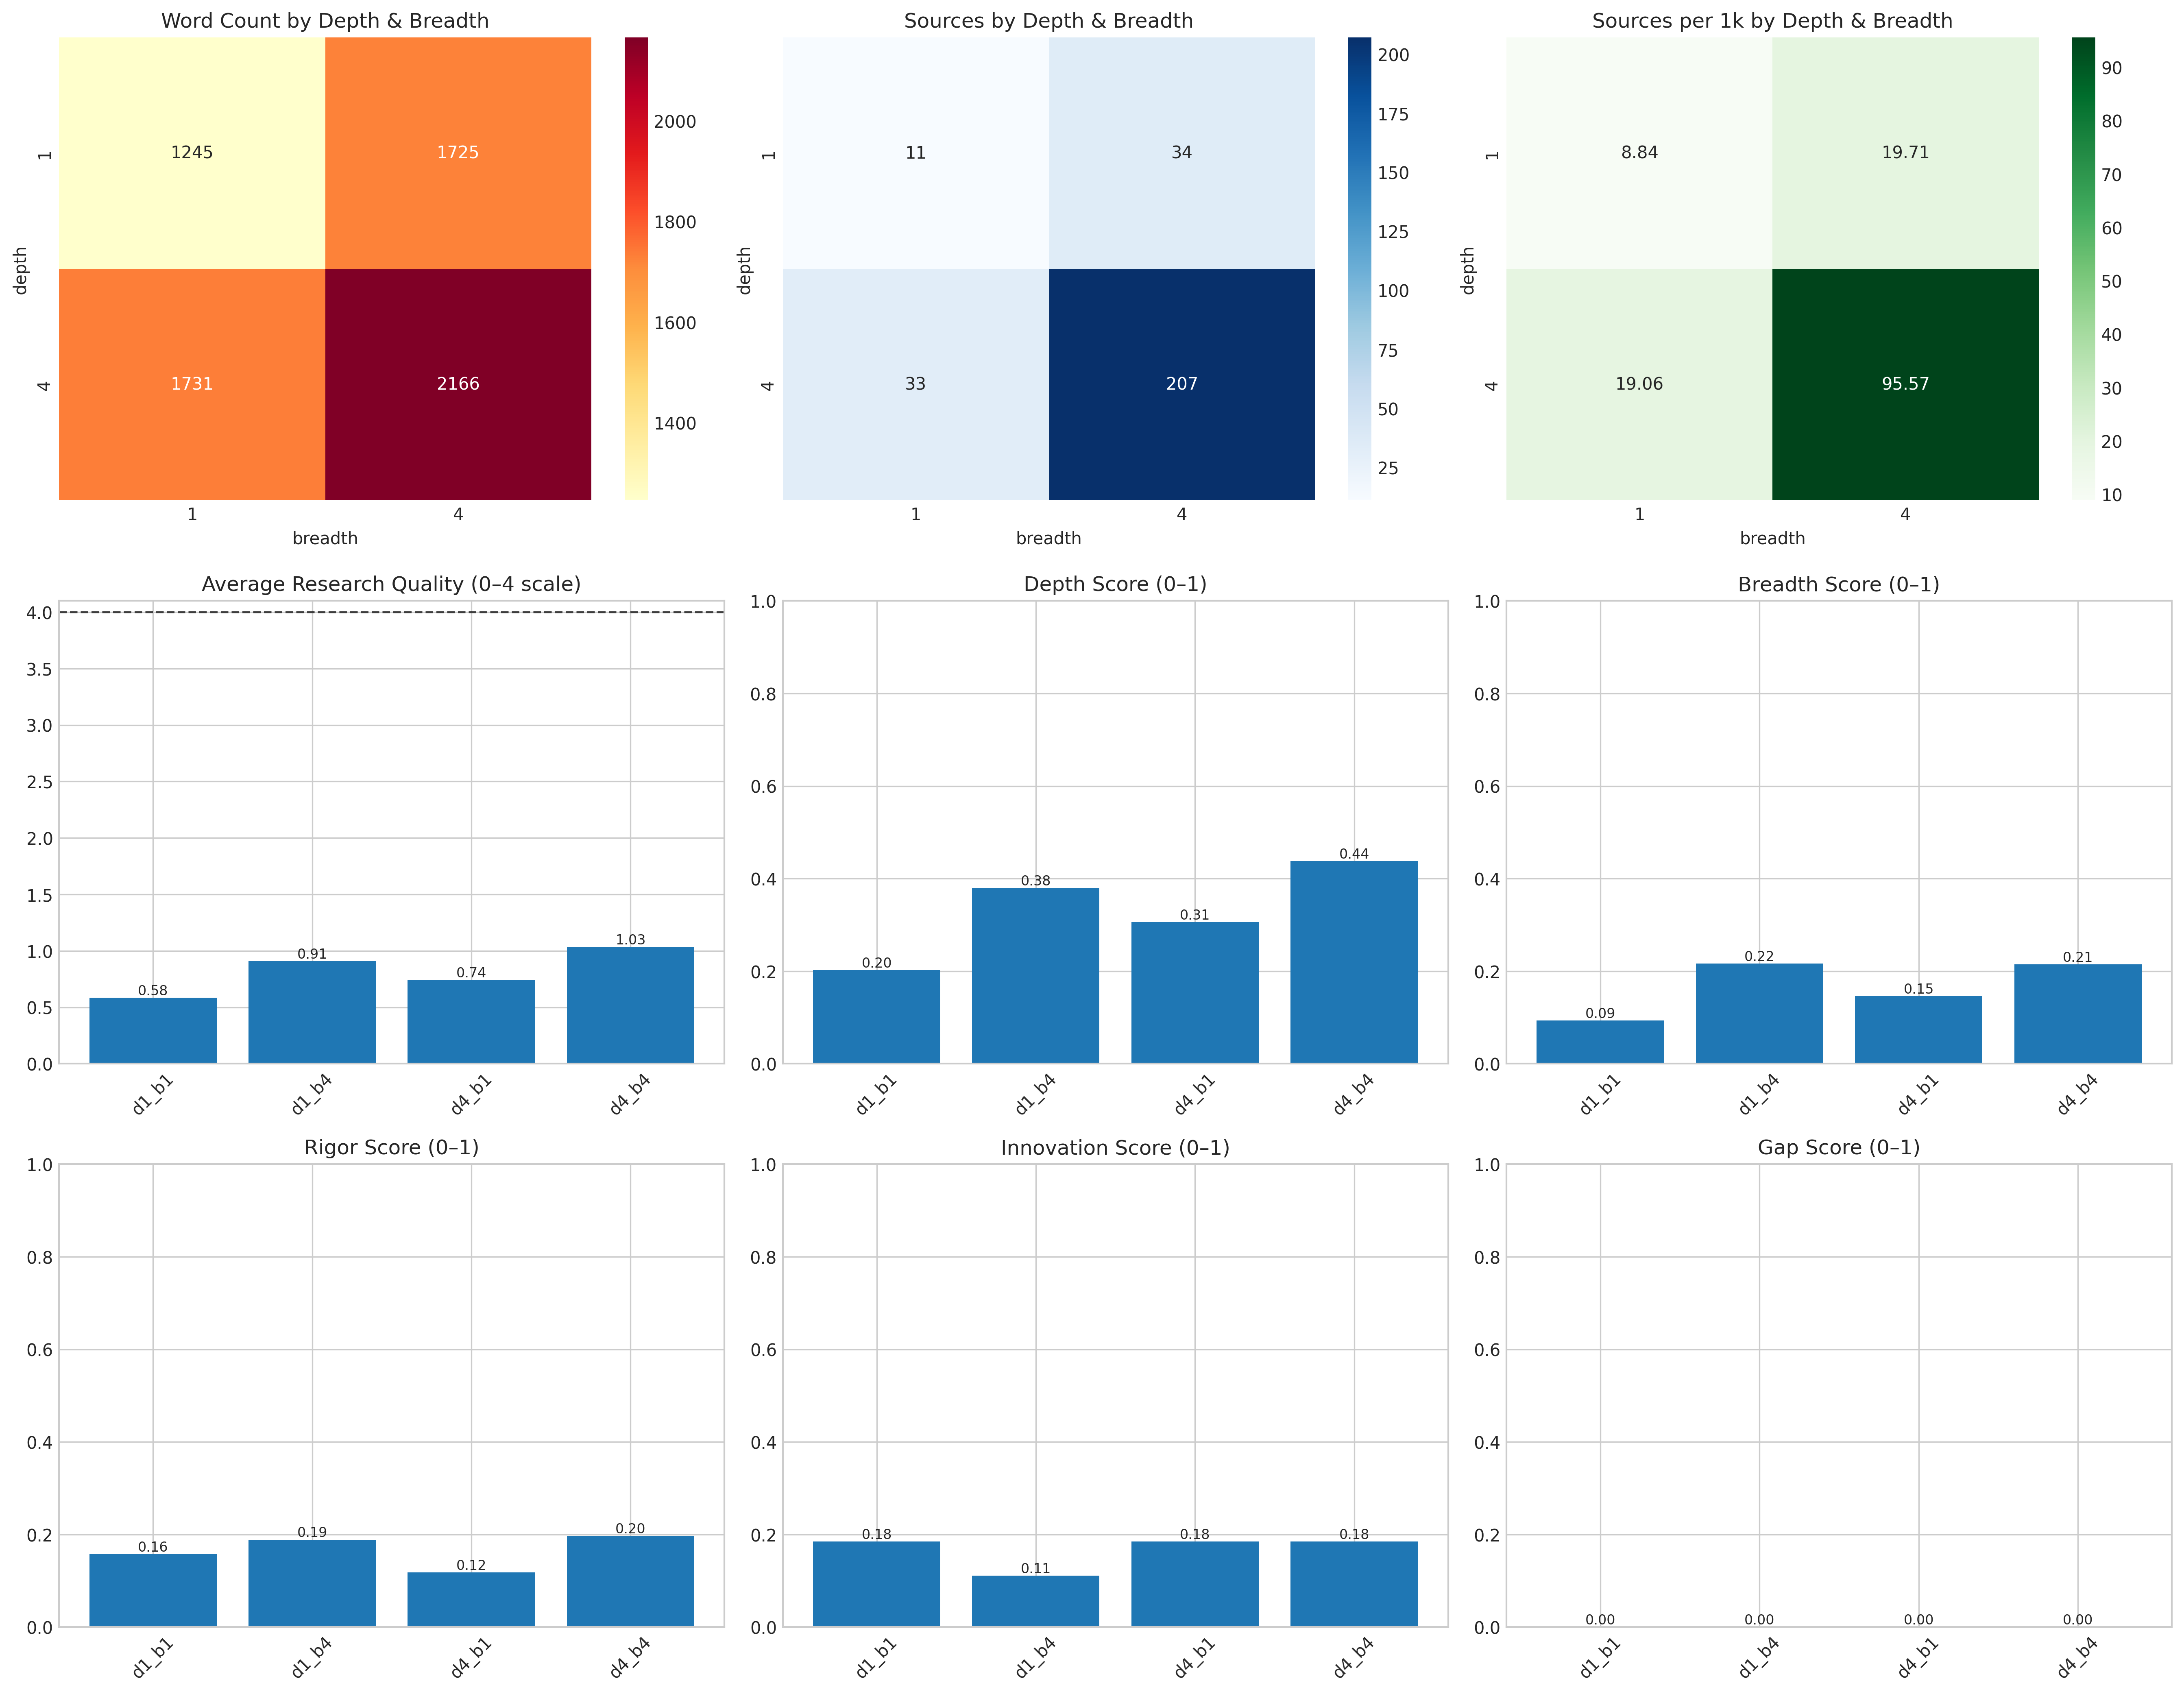 Word Count by Depth & Breadth
1245
1725
1731
2166
1
4
depth
1
4
breadth
2000
1800
1600
1400
Sources by Depth & Breadth
11
34
33
207
1
4
depth
1
4
breadth
200
175
150
125
100
75
50
25
Sources per 1k by Depth & Breadth
8.84
19.71
19.06
95.57
1
4
depth
1
4
breadth
90
80
70
60
50
40
30
20
10
Average Research Quality (0–4 scale)
4.0
3.5
3.0
2.5
2.0
1.5
1.0
0.5
0.0
0.58
0.91
0.74
1.03
d1_b1
d1_b4
d4_b1
d4_b4
Depth Score (0–1)
1.0
0.8
0.6
0.4
0.2
0.0
0.20
0.38
0.31
0.44
d1_b1
d1_b4
d4_b1
d4_b4
Breadth Score (0–1)
1.0
0.8
0.6
0.4
0.2
0.0
0.09
0.22
0.15
0.21
d1_b1
d1_b4
d4_b1
d4_b4
Rigor Score (0–1)
1.0
0.8
0.6
0.4
0.2
0.0
0.16
0.19
0.12
0.20
d1_b1
d1_b4
d4_b1
d4_b4
Innovation Score (0–1)
1.0
0.8
0.6
0.4
0.2
0.0
0.18
0.11
0.18
0.18
d1_b1
d1_b4
d4_b1
d4_b4
Gap Score (0–1)
1.0
0.8
0.6
0.4
0.2
0.0
0.00
0.00
0.00
0.00
d1_b1
d1_b4
d4_b1
d4_b4